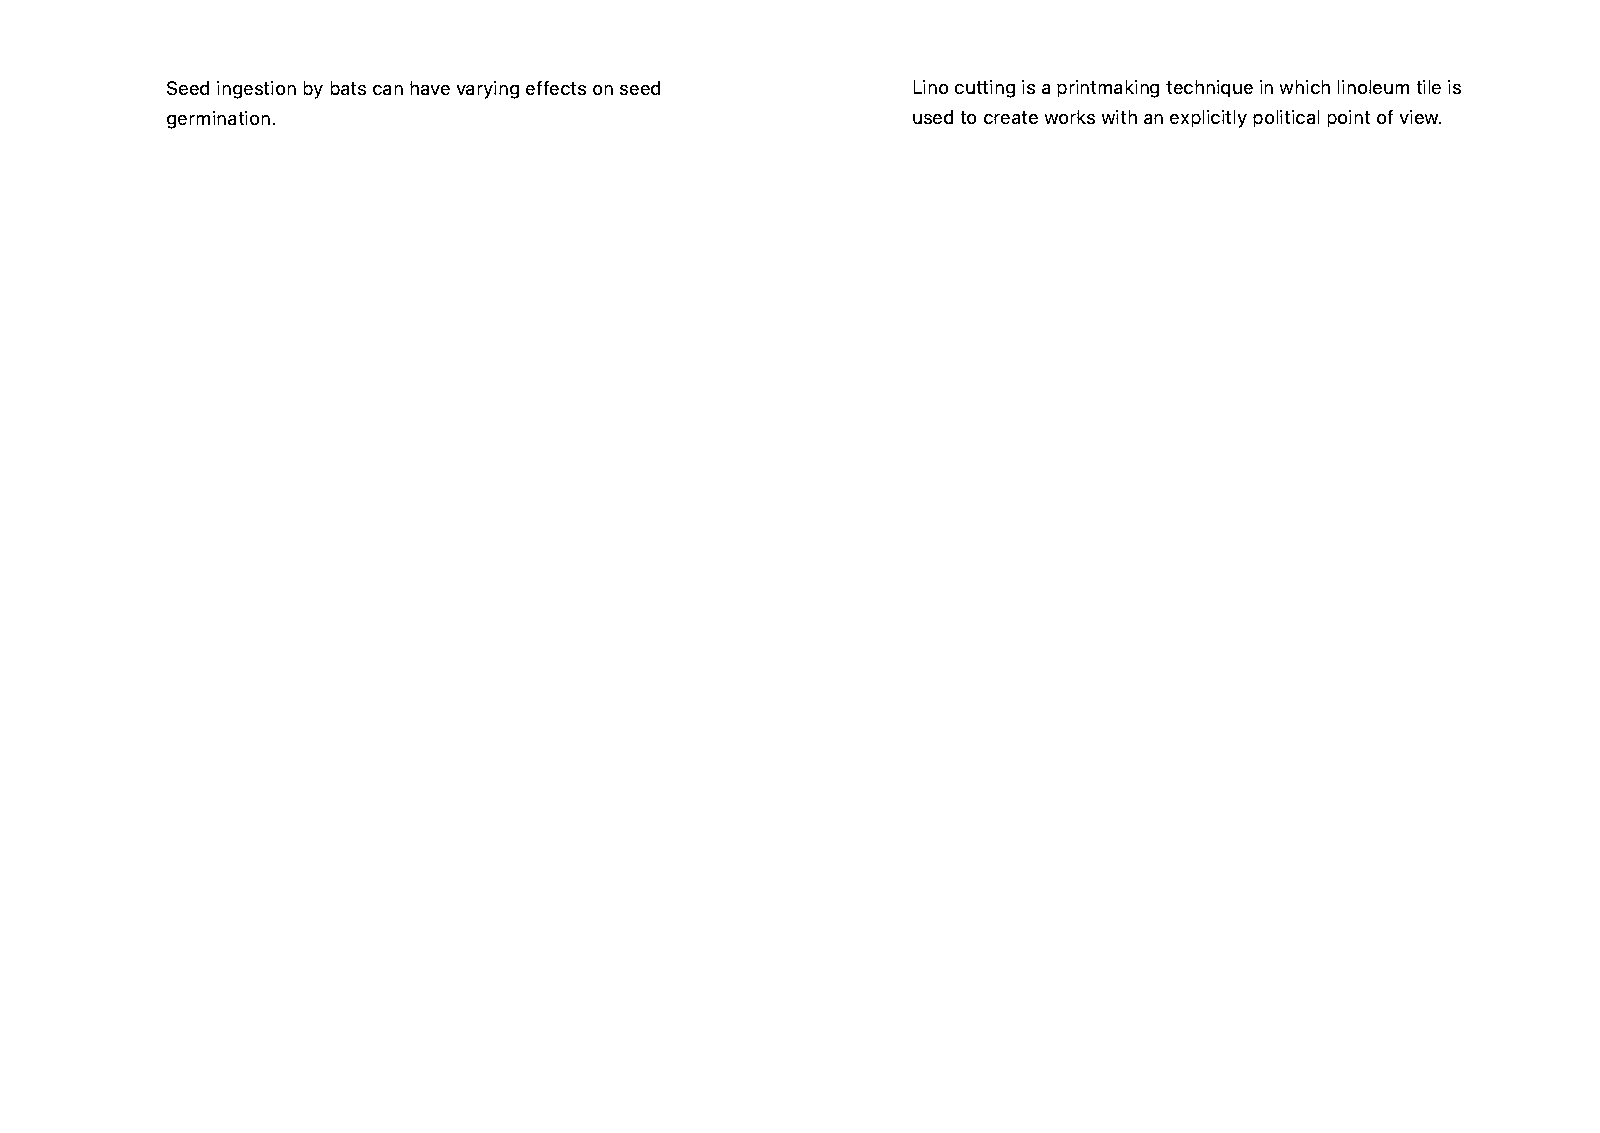 Seed ingestion by bats can have varying effects on seed
germination.
Lino cutting is a printmaking technique in which linoleum tile is
used to create works with an explicitly political point of view.